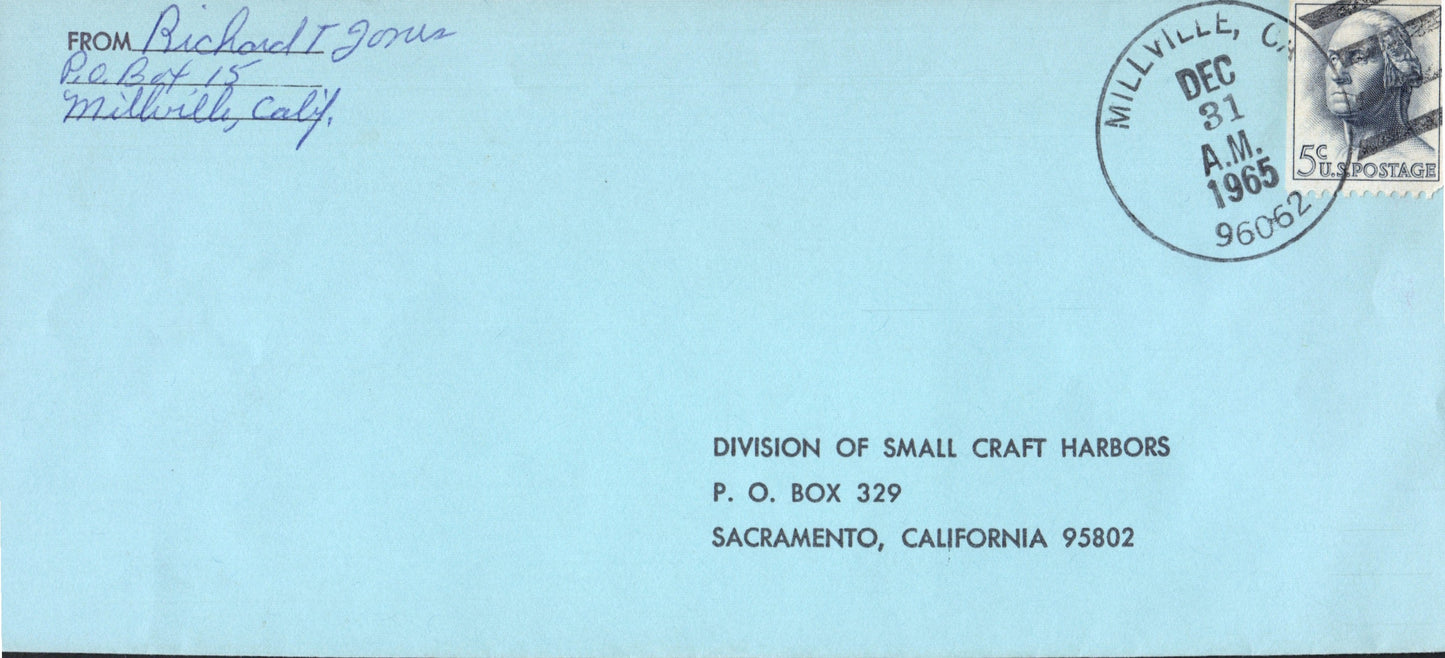 FROM Richard T Jones
P.O. Box 15
Millville, Calif.
MILLVILLE, CA
DEC
31
A.M.
1965
96062
5c
U.S. POSTAGE
DIVISION OF SMALL CRAFT HARBORS
P. O. BOX 329
SACRAMENTO, CALIFORNIA 95802